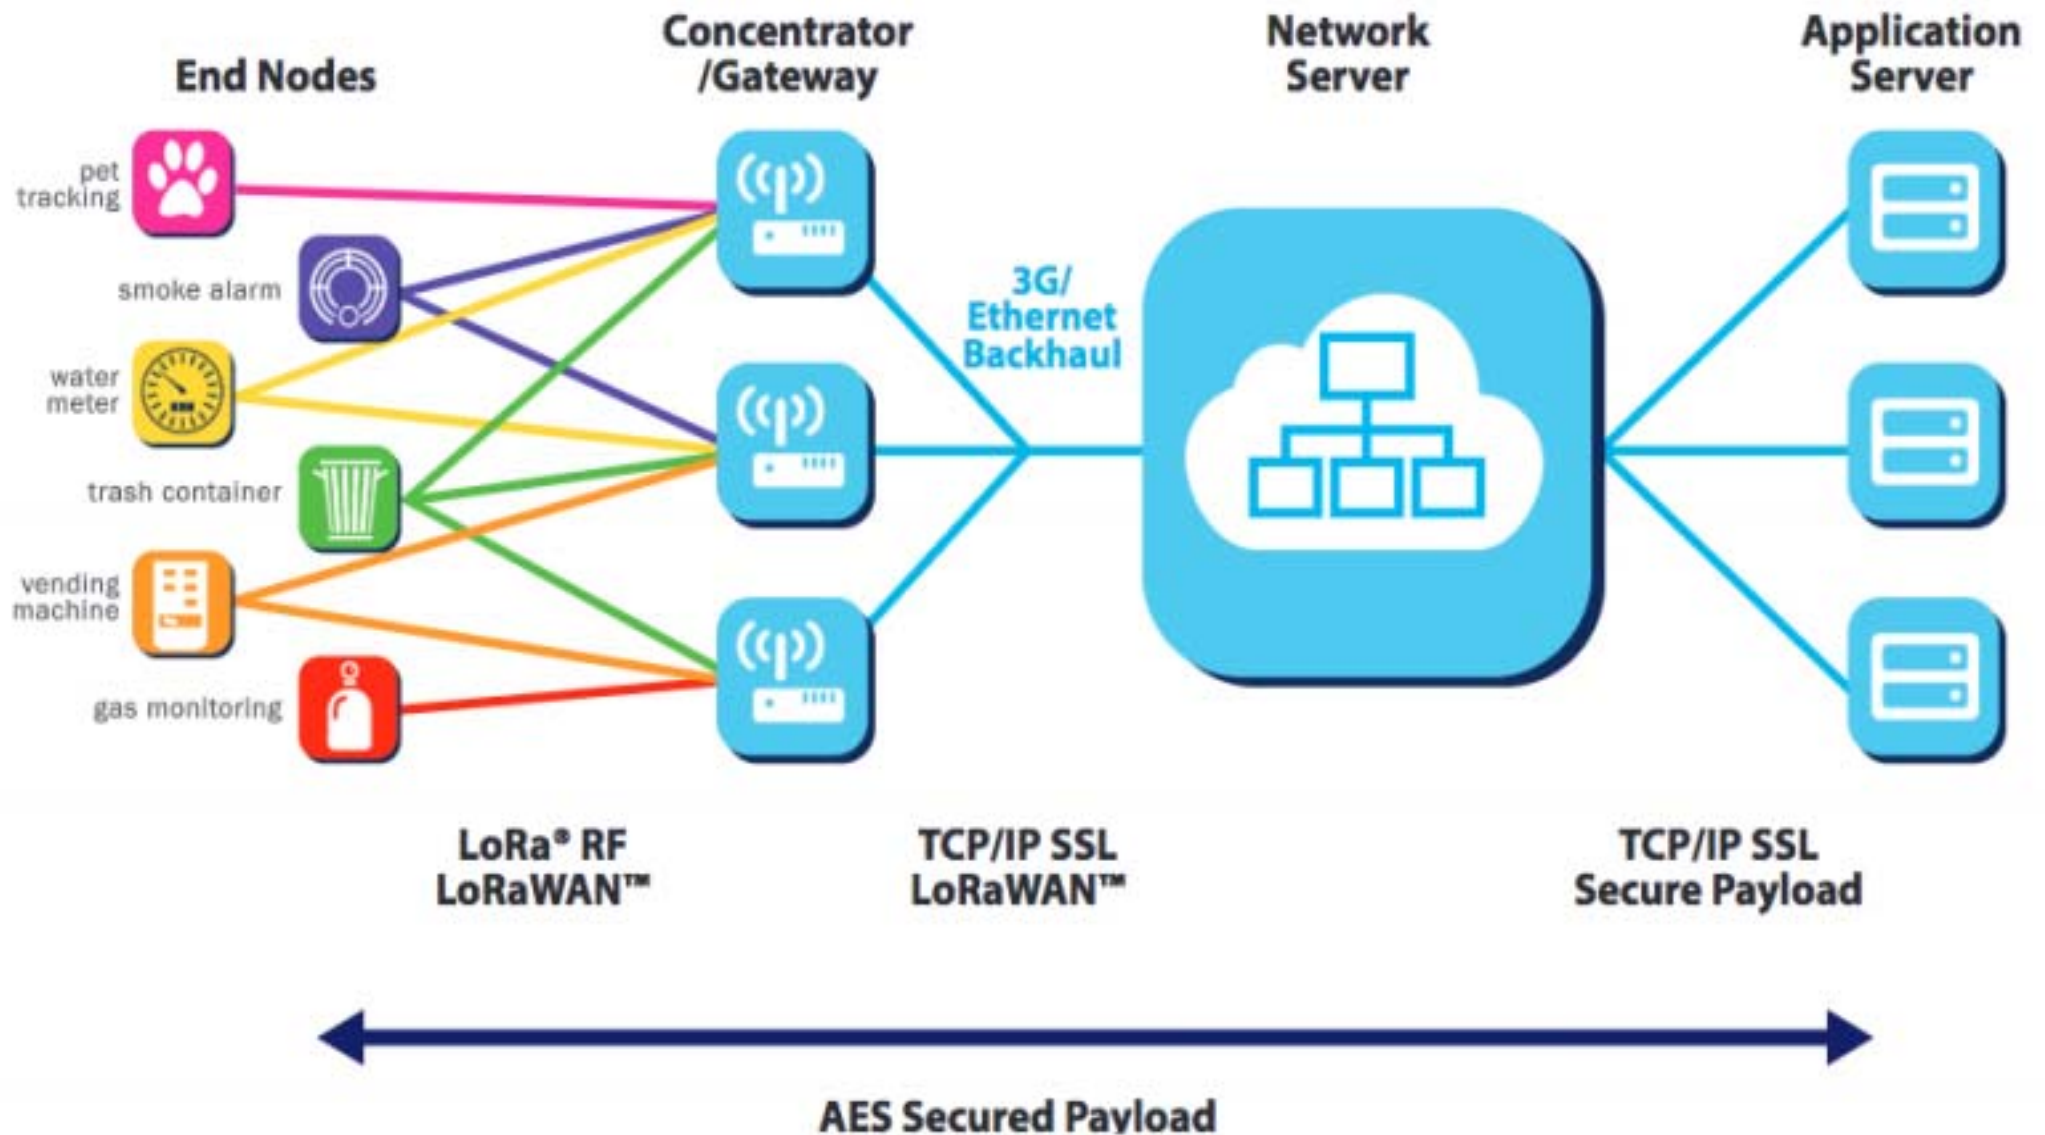 End Nodes
Concentrator
/Gateway
Network
Server
Application
Server
pet
tracking
smoke alarm
water
meter
trash container
vending
machine
gas monitoring
3G/
Ethernet
Backhaul
LoRa® RF
LoRaWAN™
TCP/IP SSL
LoRaWAN™
TCP/IP SSL
Secure Payload
AES Secured Payload